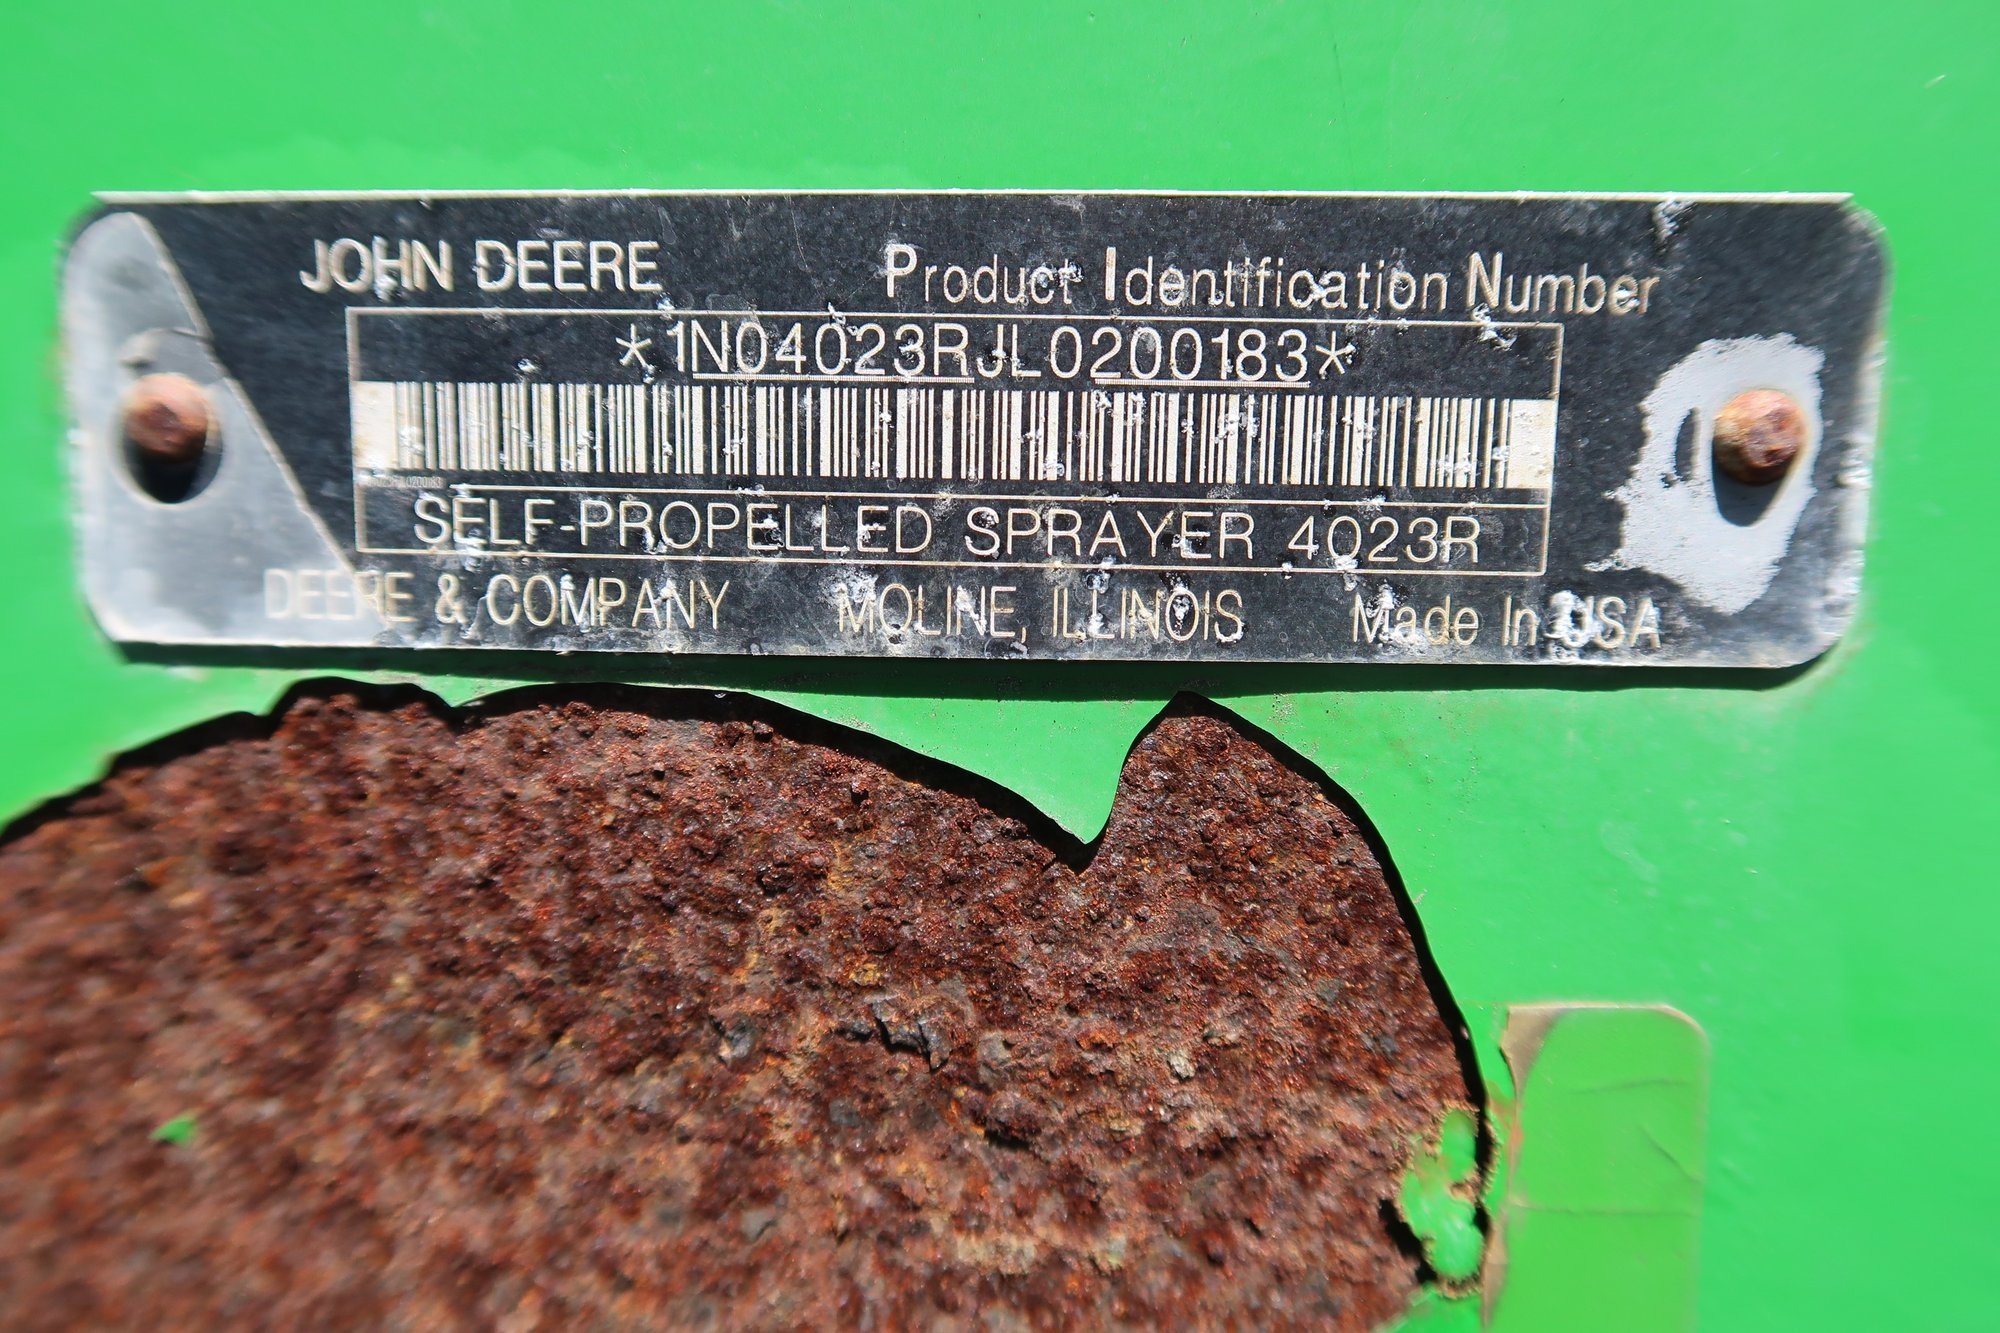 JOHN DEERE Product Identification Number
*1N04023RJL0200183*
SELF-PROPELLED SPRAYER 4023R
DEERE & COMPANY MOLINE, ILLINOIS Made In USA